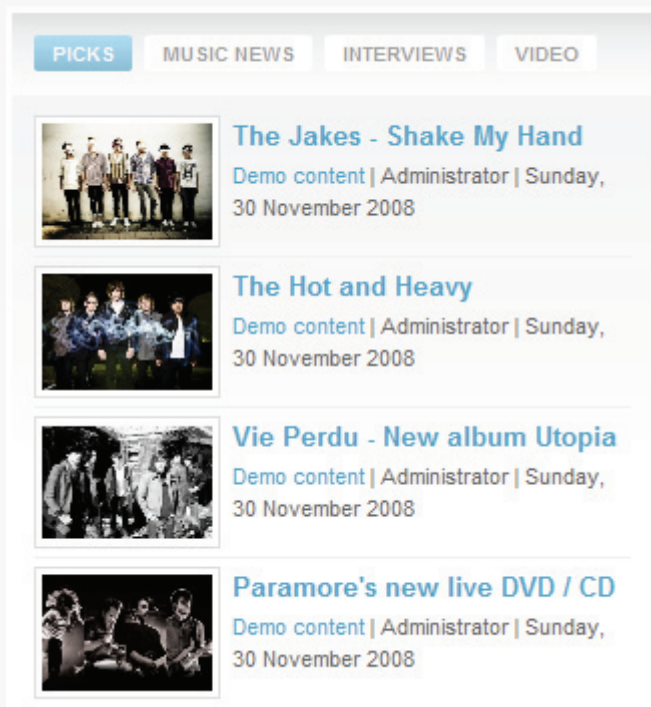 PICKS MUSIC NEWS INTERVIEWS VIDEO
The Jakes - Shake My Hand
Demo content | Administrator | Sunday,
30 November 2008
The Hot and Heavy
Demo content | Administrator | Sunday,
30 November 2008
Vie Perdu - New album Utopia
Demo content | Administrator | Sunday,
30 November 2008
Paramore's new live DVD / CD
Demo content | Administrator | Sunday,
30 November 2008